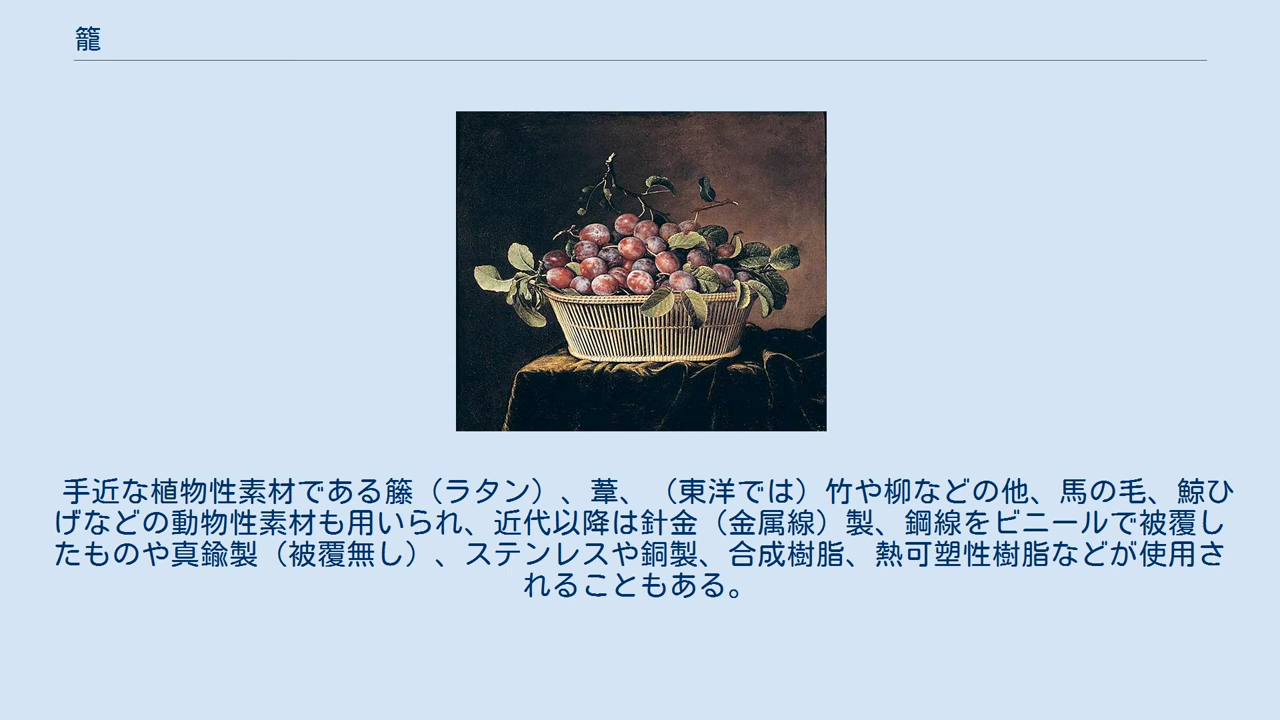 籠
手近な植物性素材である籐（ラタン）、葦、（東洋では）竹や柳などの他、馬の毛、鯨ひ
げなどの動物性素材も用いられ、近代以降は針金（金属線）製、鋼線をビニールで被覆し
たものや真鍮製（被覆無し）、ステンレスや銅製、合成樹脂、熱可塑性樹脂などが使用さ
れることもある。